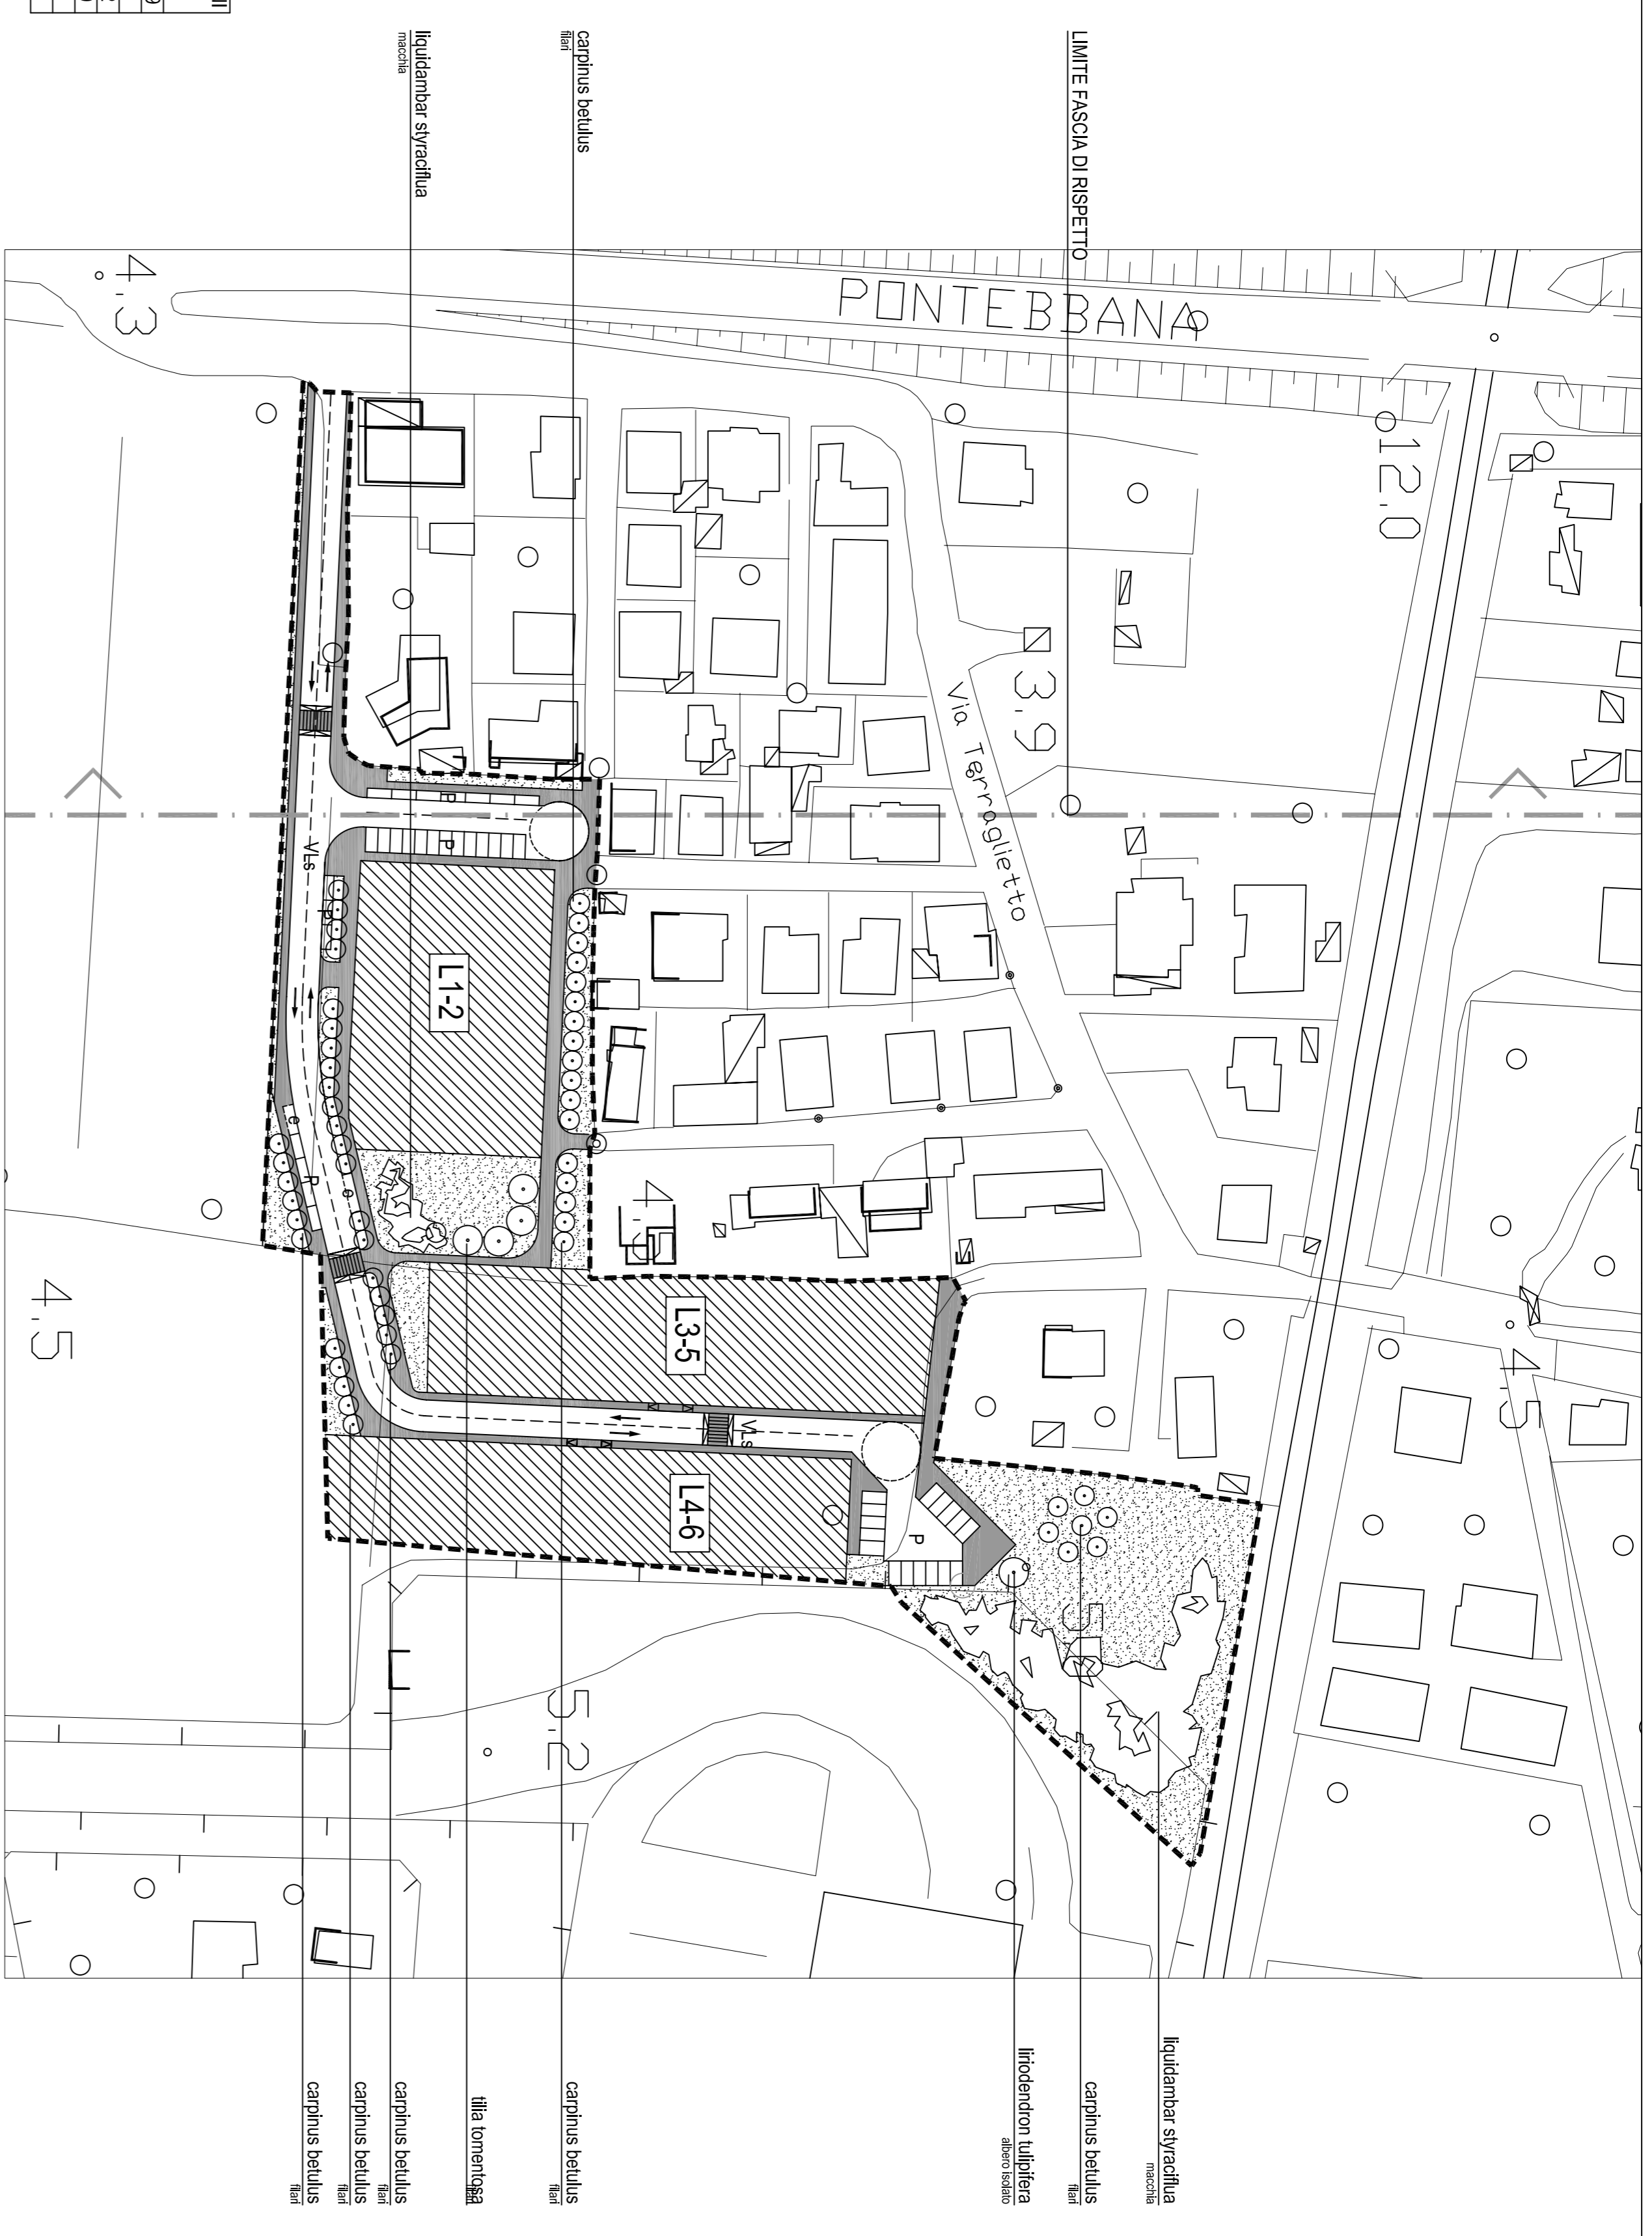 LIMITE FASCIA DI RISPETTO
carpinus betulus
filari
liquidambar styraciflua
macchia
PONTEBBANA
4.3
12.0
3.9
Via Terraglietto
P
P
VLs
P
L1-2
e
P
e
4.5
L3-5
VLs
L4-6
P
4.5
5.2
liquidambar styraciflua
macchia
carpinus betulus
filari
liriodendron tulipifera
albero isolato
carpinus betulus
filari
tilia tomentosa
carpinus betulus
filari
carpinus betulus
filari
carpinus betulus
filari